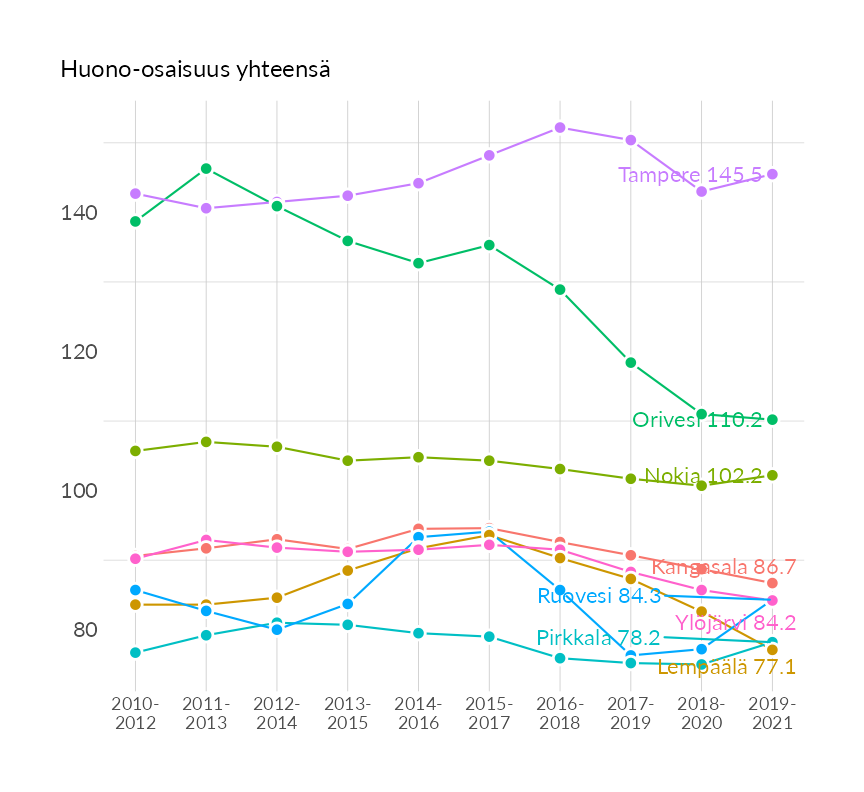 Huono-osaisuus yhteensä
Tampere 145.5
140
120
Orivesi 110.2
Nokia 102.2
100
Kangasala 86.7
Ruovesi 84.3
Ylöjärvi 84.2
80
Pirkkala 78.2
Lempäälä 77.1
2010- 2011- 2012- 2013- 2014- 2015- 2016- 2017- 2018- 2019-
2012 2013 2014 2015 2016 2017 2018 2019 2020 2021